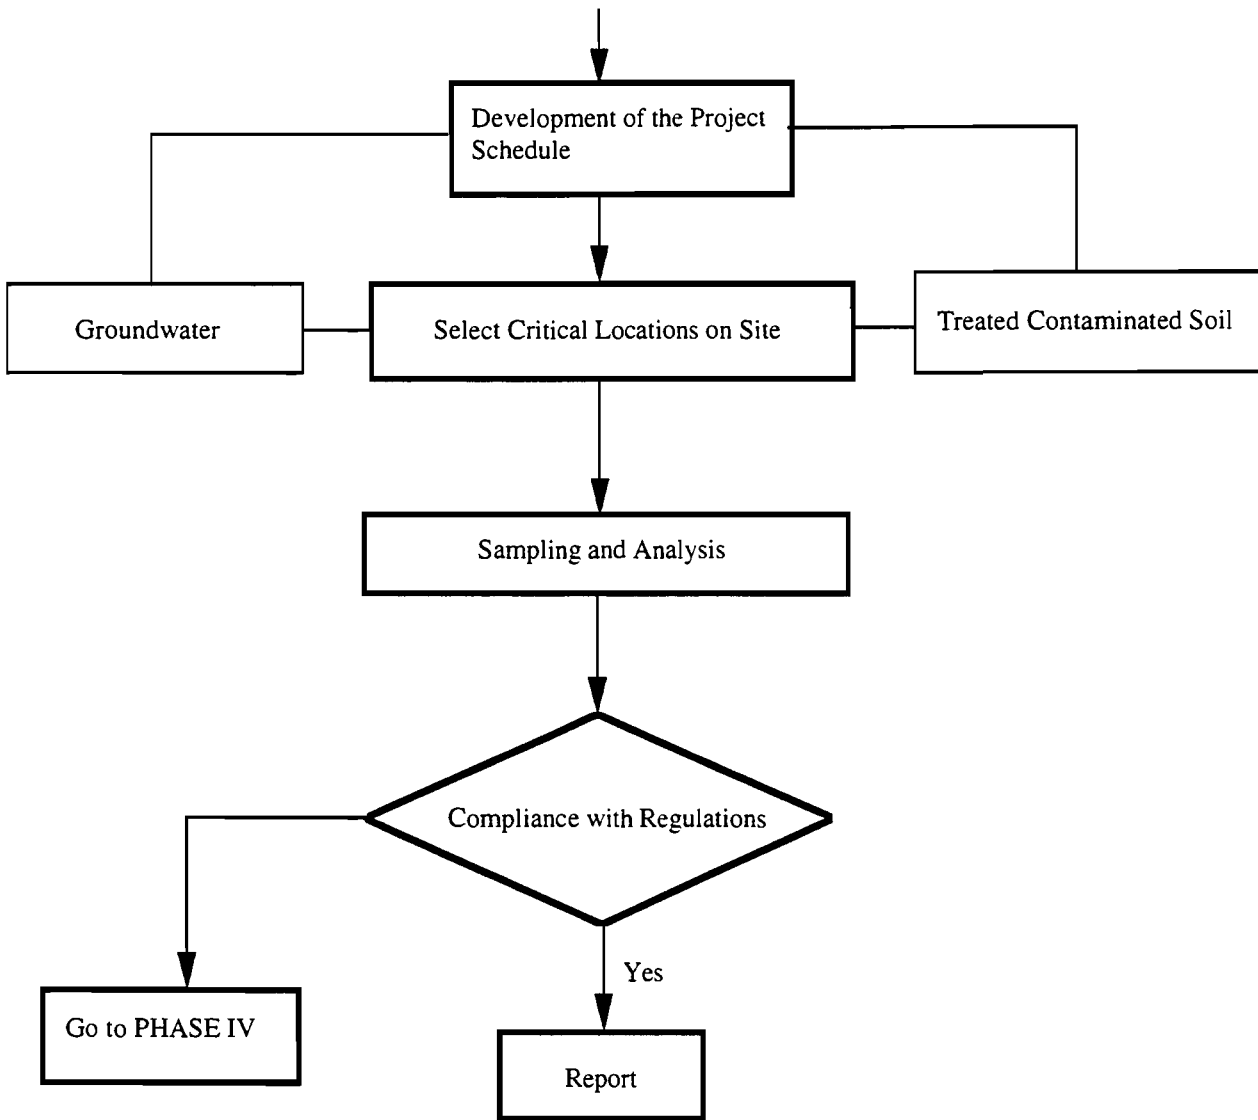 Development of the Project
Schedule
Groundwater
Select Critical Locations on Site
Treated Contaminated Soil
Sampling and Analysis
Compliance with Regulations
Yes
Go to PHASE IV
Report